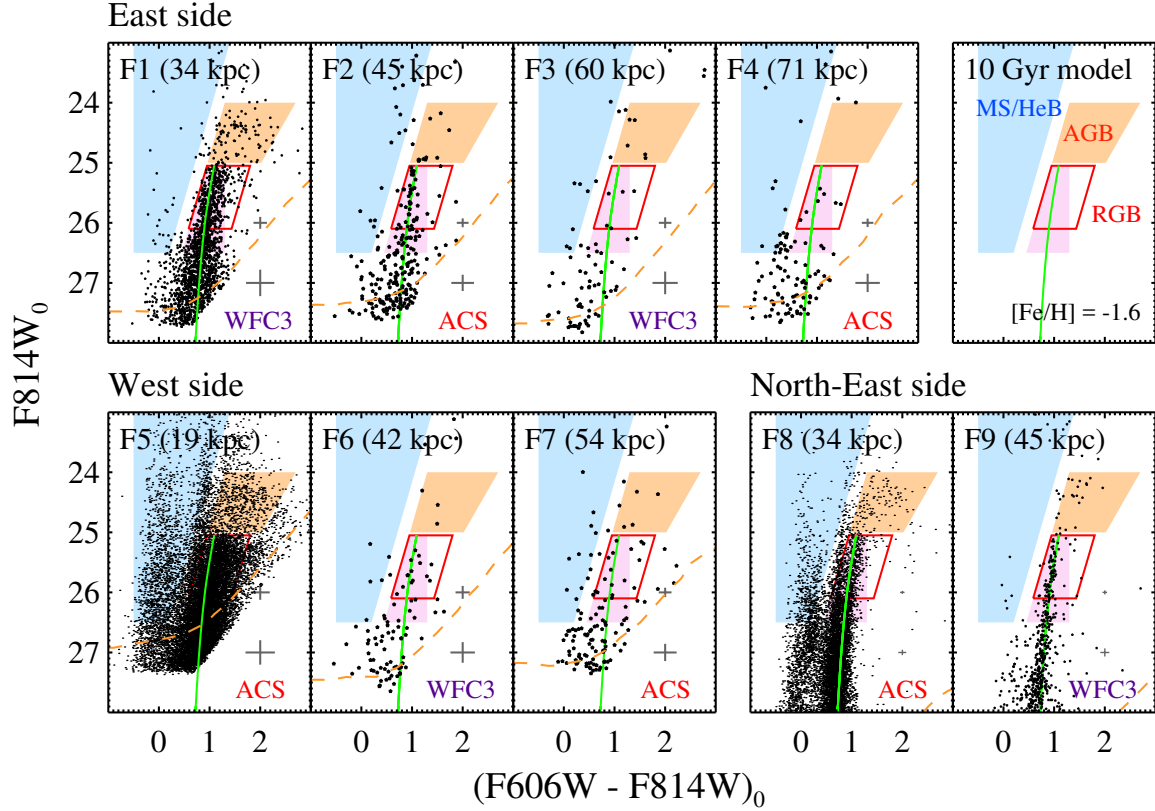 East side
F1 (34 kpc) F2 (45 kpc) F3 (60 kpc) F4 (71 kpc) 10 Gyr model
MS/HeB
AGB
RGB
[Fe/H] = -1.6
WFC3 ACS WFC3 ACS
24
25
26
27
F814W0
West side North-East side
F5 (19 kpc) F6 (42 kpc) F7 (54 kpc) F8 (34 kpc) F9 (45 kpc)
24
25
26
27
ACS WFC3 ACS ACS WFC3
0 1 2 0 1 2 0 1 2 0 1 2 0 1 2
(F606W - F814W)0